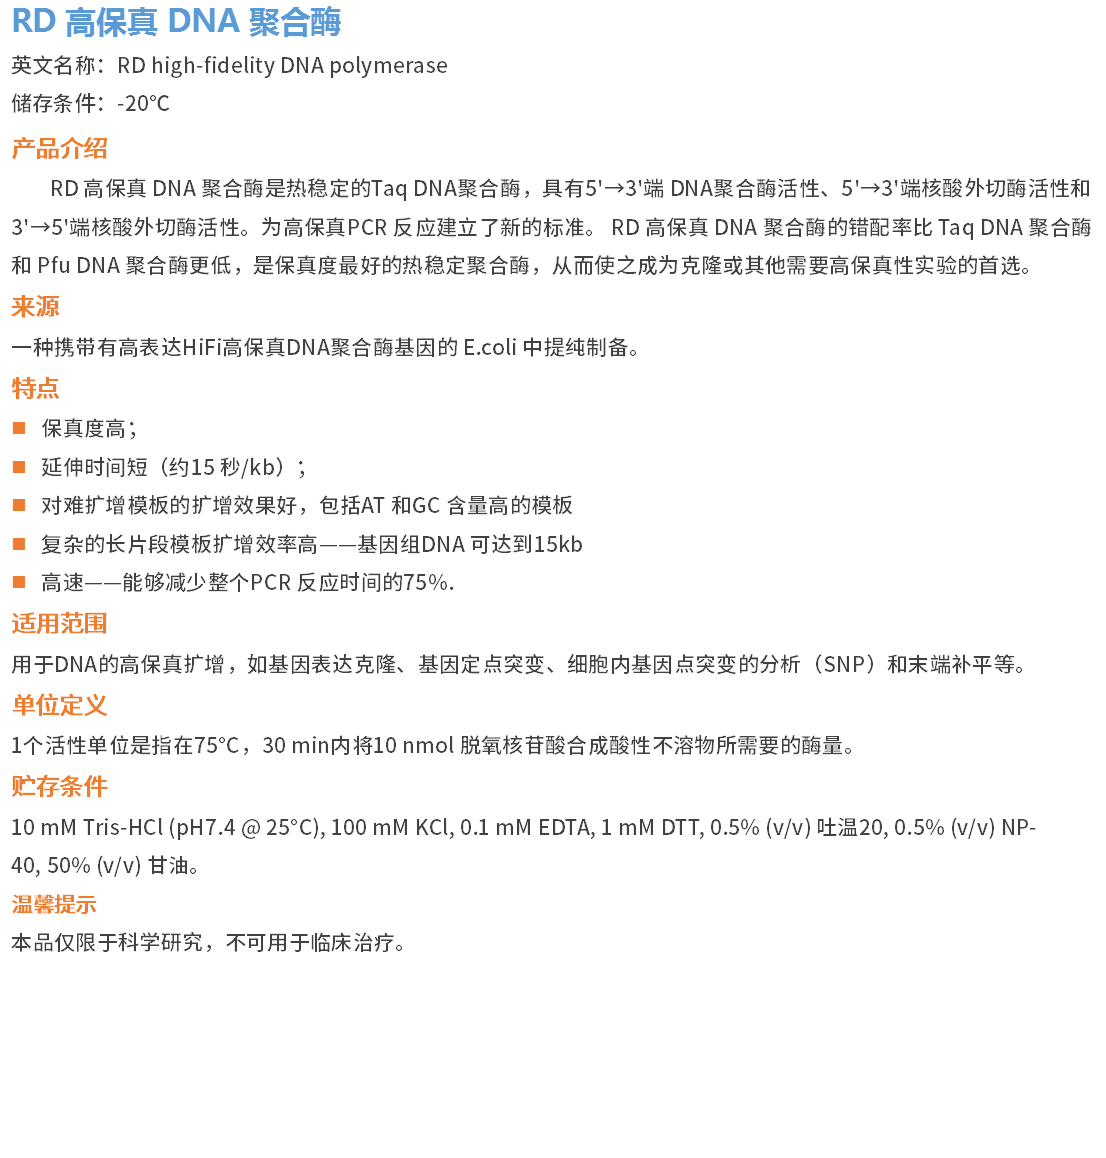 RD 高保真 DNA 聚合酶
英文名称：RD high-fidelity DNA polymerase
储存条件：-20℃
产品介绍
RD 高保真 DNA 聚合酶是热稳定的Taq DNA聚合酶，具有5'→3'端 DNA聚合酶活性、5'→3'端核酸外切酶活性和
3'→5'端核酸外切酶活性。为高保真PCR 反应建立了新的标准。 RD 高保真 DNA 聚合酶的错配率比 Taq DNA 聚合酶
和 Pfu DNA 聚合酶更低，是保真度最好的热稳定聚合酶，从而使之成为克隆或其他需要高保真性实验的首选。
来源
一种携带有高表达HiFi高保真DNA聚合酶基因的 E.coli 中提纯制备。
特点
■ 保真度高；
■ 延伸时间短（约15 秒/kb）；
■ 对难扩增模板的扩增效果好，包括AT 和GC 含量高的模板
■ 复杂的长片段模板扩增效率高——基因组DNA 可达到15kb
■ 高速——能够减少整个PCR 反应时间的75%.
适用范围
用于DNA的高保真扩增，如基因表达克隆、基因定点突变、细胞内基因点突变的分析（SNP）和末端补平等。
单位定义
1个活性单位是指在75℃，30 min内将10 nmol 脱氧核苷酸合成酸性不溶物所需要的酶量。
贮存条件
10 mM Tris-HCl (pH7.4 @ 25°C), 100 mM KCl, 0.1 mM EDTA, 1 mM DTT, 0.5% (v/v) 吐温20, 0.5% (v/v) NP-
40, 50% (v/v) 甘油。
温馨提示
本品仅限于科学研究，不可用于临床治疗。